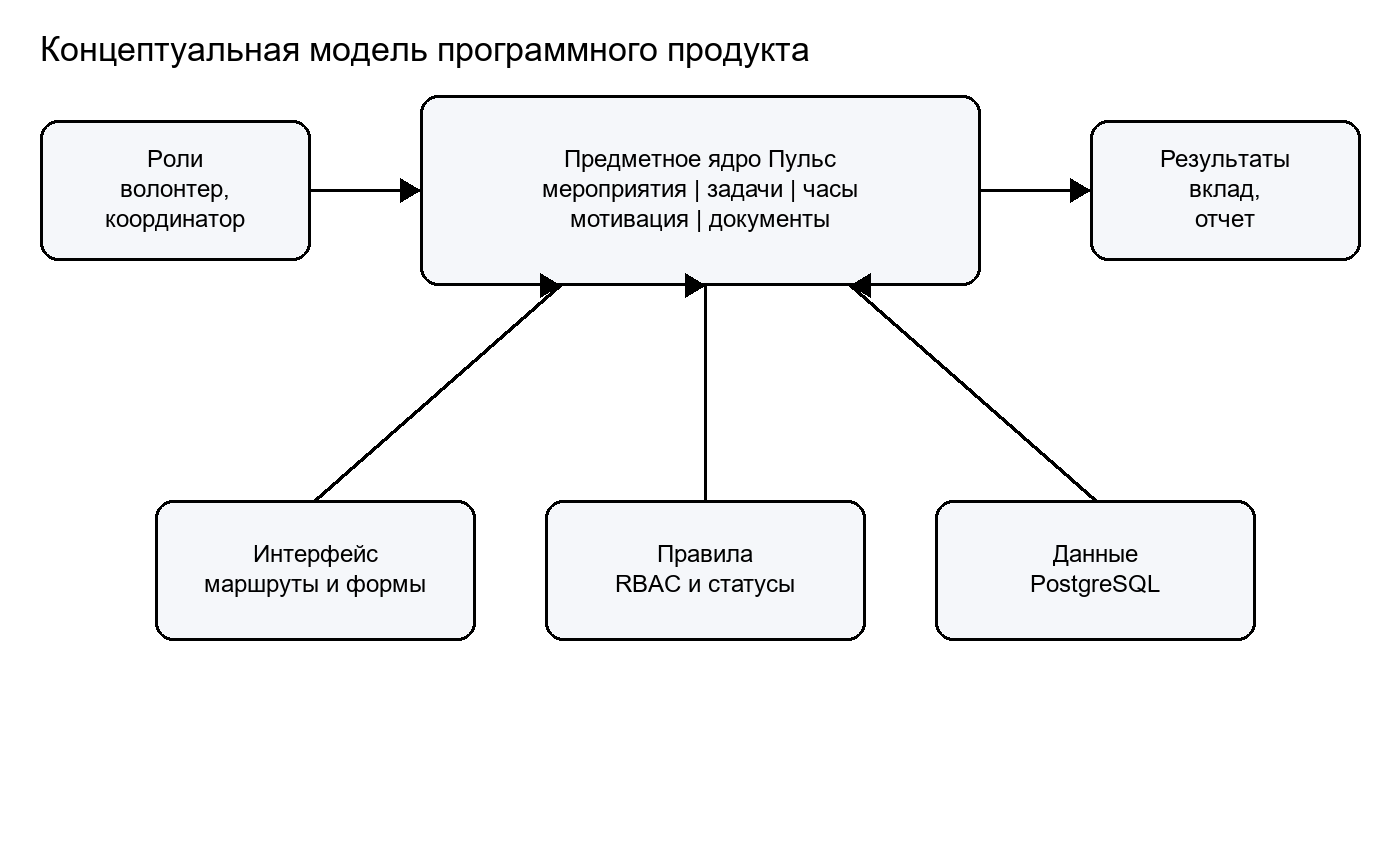 Концептуальная модель программного продукта
Роли
волонтер,
координатор
Предметное ядро Пульс
мероприятия | задачи | часы
мотивация | документы
Результаты
вклад,
отчет
Интерфейс
маршруты и формы
Правила
RBAC и статусы
Данные
PostgreSQL